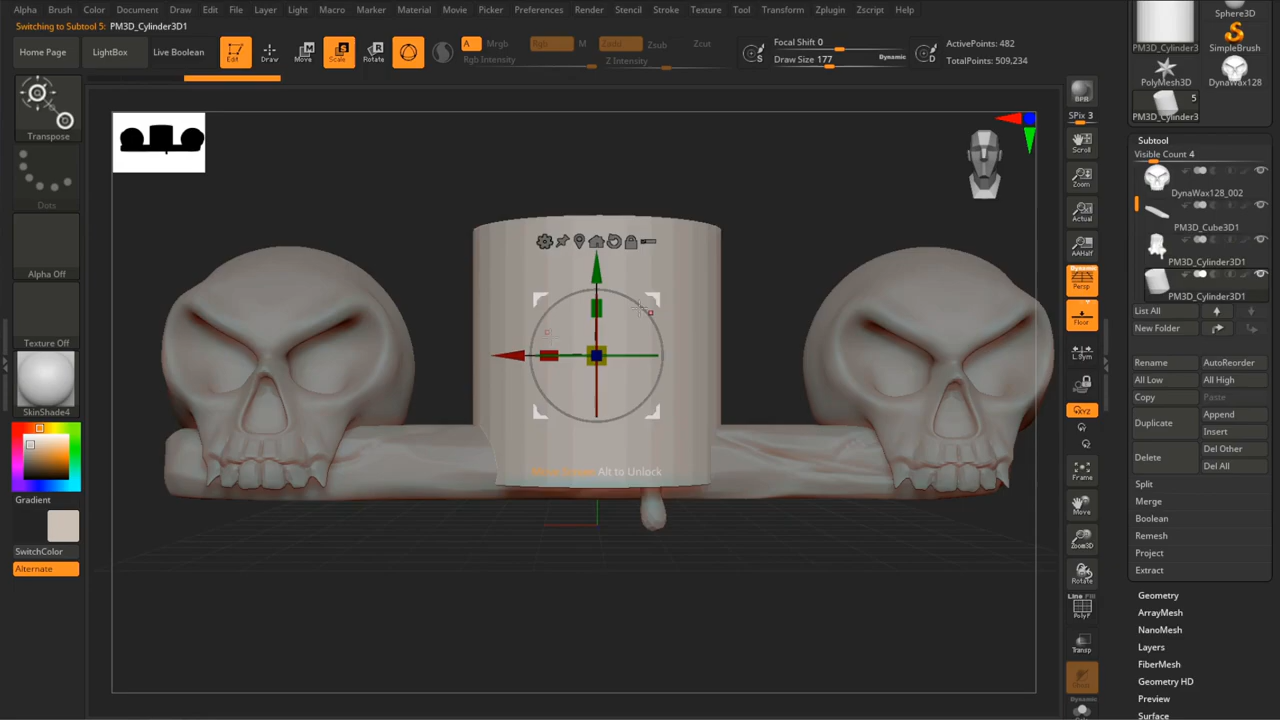 Alpha Brush Color Document Draw Edit File Layer Light Macro Marker Material Movie Picker Preferences Render Stencil Stroke Texture Tool Transform Zplugin Zscript Help
Switching to Subtool 5: PM3D_Cylinder3D1
Home Page LightBox Live Boolean Edit Draw Move Scale Rotate A Mrgb Rgb M Zadd Zsub Zcut
Rgb Intensity Z Intensity
Focal Shift 0
Draw Size 177 Dynamic
ActivePoints: 482
TotalPoints: 509,234
Transpose
Dots
Alpha Off
Texture Off
SkinShade4
Gradient
SwitchColor
Alternate
Alt to Unlock
BPR
SPix 3
Scroll
Zoom
Actual
AAHalf
Dynamic
Persp
Floor
L.Sym
XYZ
Frame
Move
Zoom3D
Rotate
Line Fill
PolyF
Transp
Sphere3D
PM3D_Cylinder3 SimpleBrush
PolyMesh3D DynaWax128
5
PM3D_Cylinder3
Subtool
Visible Count 4
DynaWax128_002
PM3D_Cube3D1
PM3D_Cylinder3D1
PM3D_Cylinder3D1
List All
New Folder
Rename AutoReorder
All Low All High
Copy
Duplicate Append
Insert
Delete Del Other
Del All
Split
Merge
Boolean
Remesh
Project
Extract
Geometry
ArrayMesh
NanoMesh
Layers
FiberMesh
Geometry HD
Preview
Surface